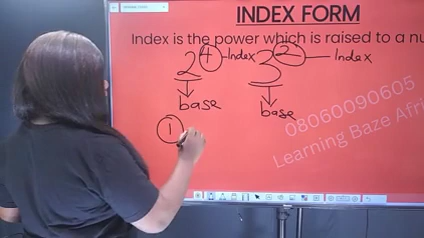 INDEX FORM
Index is the power which is raised to a nu
2 4 Index 3 2 Index
base base
1
08060090605
Learning Baze Afri